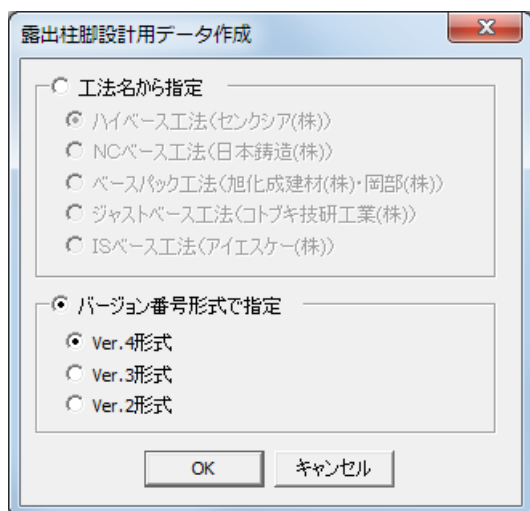 露出柱脚設計用データ作成
工法名から指定
ハイベース工法(センクシア(株))
NCベース工法(日本鋳造(株))
ベースパック工法(旭化成建材(株)・岡部(株))
ジャストベース工法(コトブキ技研工業(株))
ISベース工法(アイエスケー(株))
バージョン番号形式で指定
Ver.4形式
Ver.3形式
Ver.2形式
OK キャンセル